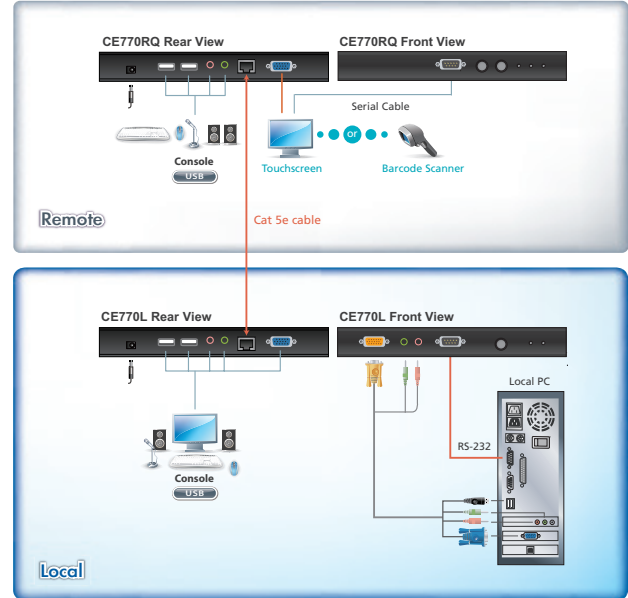 CE770RQ Rear View
CE770RQ Front View
Serial Cable
or
Console
USB
Touchscreen
Barcode Scanner
Remote
Cat 5e cable
CE770L Rear View
CE770L Front View
Local PC
RS-232
Console
USB
Local